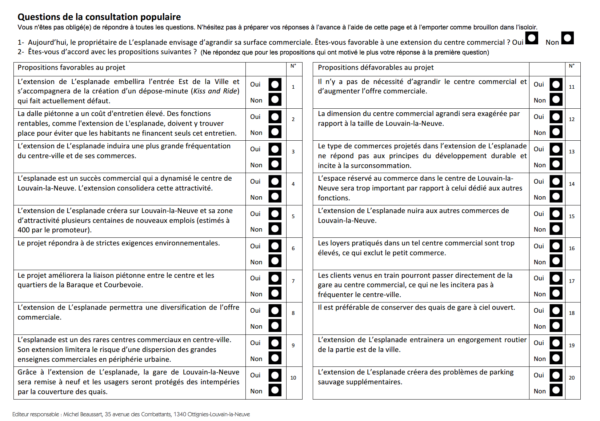 Questions de la consultation populaire
Vous n'êtes pas obligé(e) de répondre à toutes les questions. N'hésitez pas à préparer vos réponses à l'avance à l'aide de cette page et à l'emporter comme brouillon dans l'isoloir.
1- Aujourd'hui, le propriétaire de L'esplanade envisage d'agrandir sa surface commerciale. Êtes-vous favorable à une extension du centre commercial ? Oui Non
2- Êtes-vous d'accord avec les propositions suivantes ? (Ne répondez que pour les propositions qui ont motivé le plus votre réponse à la première question)
Propositions favorables au projet N°
L'extension de L'esplanade embellira l'entrée Est de la Ville et Oui
s'accompagnera de la création d'un dépose-minute (Kiss and Ride) 1
qui fait actuellement défaut. Non
La dalle piétonne a un coût d'entretien élevé. Des fonctions Oui
rentables, comme l'extension de L'esplanade, doivent y trouver 2
place pour éviter que les habitants ne financent seuls cet entretien. Non
L'extension de L'esplanade induira une plus grande fréquentation Oui
du centre-ville et de ses commerces. 3
Non
L'esplanade est un succès commercial qui a dynamisé le centre de Oui
Louvain-la-Neuve. L'extension consolidera cette attractivité. 4
Non
L'extension de L'esplanade créera sur Louvain-la-Neuve et sa zone Oui
d'attractivité plusieurs centaines de nouveaux emplois (estimés à 5
400 par le promoteur). Non
Le projet répondra à de strictes exigences environnementales. Oui
6
Non
Le projet améliorera la liaison piétonne entre le centre et les Oui
quartiers de la Baraque et Courbevoie. 7
Non
L'extension de L'esplanade permettra une diversification de l'offre Oui
commerciale. 8
Non
L'esplanade est un des rares centres commerciaux en centre-ville. Oui
Son extension limitera le risque d'une dispersion des grandes 9
enseignes commerciales en périphérie urbaine. Non
Grâce à l'extension de L'esplanade, la gare de Louvain-la-Neuve Oui
sera remise à neuf et les usagers seront protégés des intempéries 10
par la couverture des quais. Non
Propositions défavorables au projet N°
Il n'y a pas de nécessité d'agrandir le centre commercial et Oui
d'augmenter l'offre commerciale. 11
Non
La dimension du centre commercial agrandi sera exagérée par Oui
rapport à la taille de Louvain-la-Neuve. 12
Non
Le type de commerces projetés dans l'extension de L'esplanade Oui
ne répond pas aux principes du développement durable et 13
incite à la surconsommation. Non
L'espace réservé au commerce dans le centre de Louvain-la- Oui
Neuve sera trop important par rapport à celui dédié aux autres 14
fonctions. Non
L'extension de L'esplanade nuira aux autres commerces de Oui
Louvain-la-Neuve. 15
Non
Les loyers pratiqués dans un tel centre commercial sont trop Oui
élevés, ce qui exclut le petit commerce. 16
Non
Les clients venus en train pourront passer directement de la Oui
gare au centre commercial, ce qui ne les incitera pas à 17
fréquenter le centre-ville. Non
Il est préférable de conserver des quais de gare à ciel ouvert. Oui
18
Non
L'extension de L'esplanade entrainera un engorgement routier Oui
de la partie est de la ville. 19
Non
L'extension de L'esplanade créera des problèmes de parking Oui
sauvage supplémentaires. 20
Non
Editeur responsable : Michel Beaussart, 35 avenue des Combattants, 1340 Ottignies-Louvain-la-Neuve